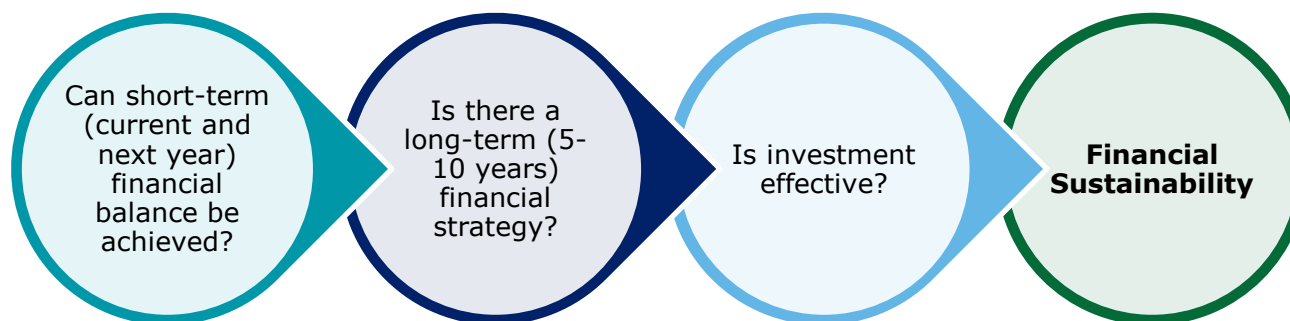 Can short-term
(current and
next year)
financial
balance be
achieved?
Is there a
long-term (5-
10 years)
financial
strategy?
Is investment
effective?
Financial
Sustainability